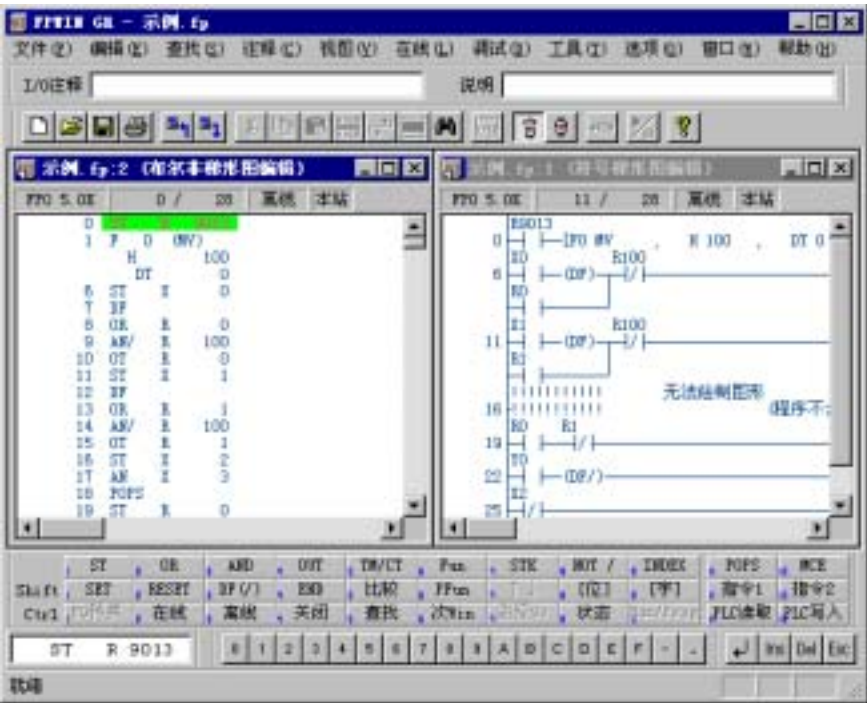 FPWIN GR - 示例.fp
文件(F) 编辑(E) 查找(S) 注释(C) 视图(V) 在线(L) 调试(D) 工具(T) 选项(O) 窗口(W) 帮助(H)
I/O注释 说明
示例.fp:2 (布尔非梯形图编辑)
FP0 5.0K 0 / 28 离线 本站
0 ST R 9013
1 F 0 (MV)
H 100
DT 0
6 ST X 0
7 DF
8 OR R 0
9 AN/ R 100
10 OT R 0
11 ST X 1
12 DF
13 OR R 1
14 AN/ R 100
15 OT R 1
16 ST X 2
17 AN X 3
18 POPS
19 ST R 0
示例.fp:1 (符号梯形图编辑)
FP0 5.0K 11 / 28 离线 本站
R9013
0 [F0 MV , H 100 , DT 0
X0 R100
6 (DF) /
R0
X1 R100
11 (DF) /
R1
无法绘制图形
16 (程序不
R0 R1
19 /
Y0
22 (DF/)
X2
25 /
ST OR AND OUT TM/CT Fun STK NOT / INDEX POPS MCE
Shift SET RESET DF(/) END 比较 PFun [位] [字] 指令1 指令2
Ctrl 在线 离线 关闭 查找 次Win 状态 PLC读取 PLC写入
ST R 9013 0 1 2 3 4 5 6 7 8 9 A B C D E F - . ↵ Ins Del Esc
就绪